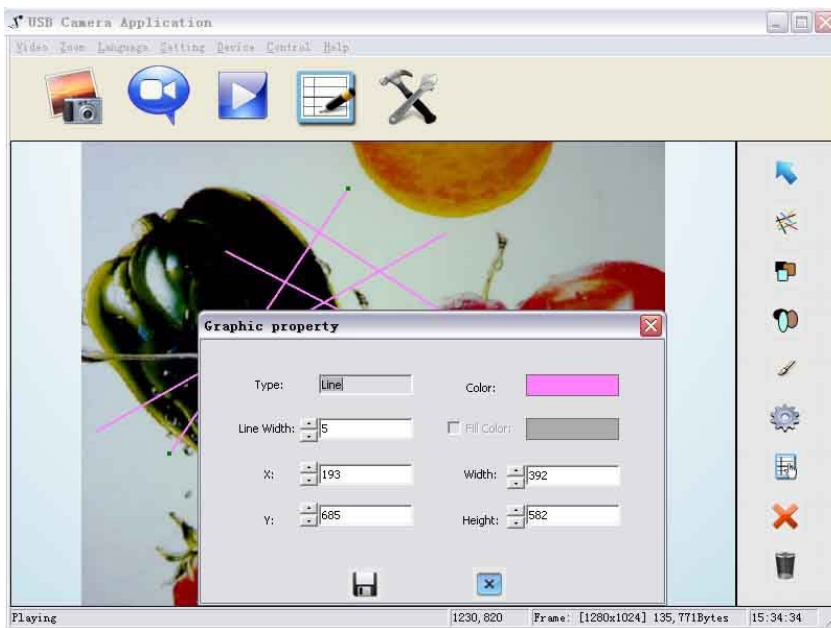 USB Camera Application
Video Zoom Language Setting Device Control Help
Graphic property
Type: Line Color:
Line Width: 5 Fill Color:
X: 193 Width: 392
Y: 685 Height: 582
Playing 1230, 820 Frame: [1280x1024] 135,771Bytes 15:34:34